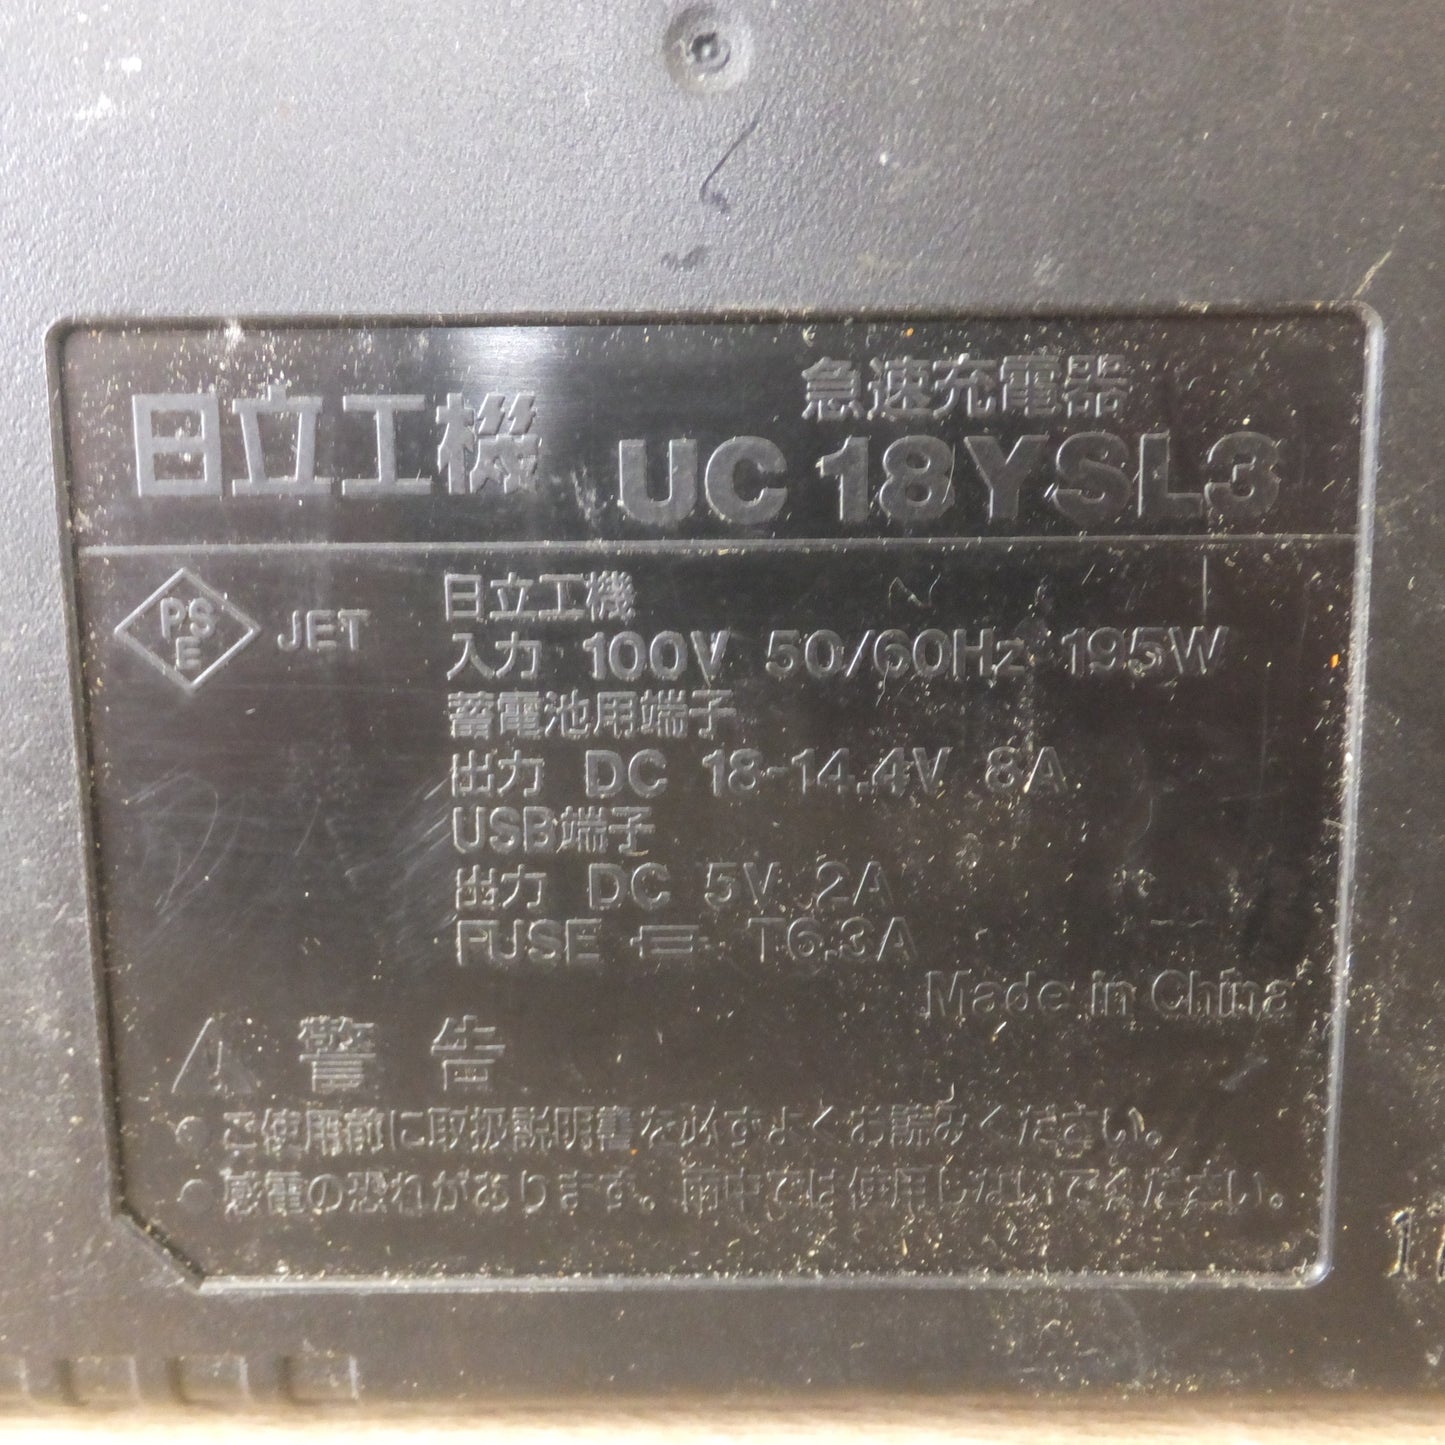 急速充電器
日立工機 UC 18YSL3
PS
E
JET
日立工機
入力 100V 50/60Hz 195W
蓄電池用端子
出力 DC 18-14.4V 8A
USB端子
出力 DC 5V 2A
FUSE T6.3A
Made in China
警告
●ご使用前に取扱説明書を必ずよくお読みください。
●感電の恐れがあります。雨中では使用しないでください。